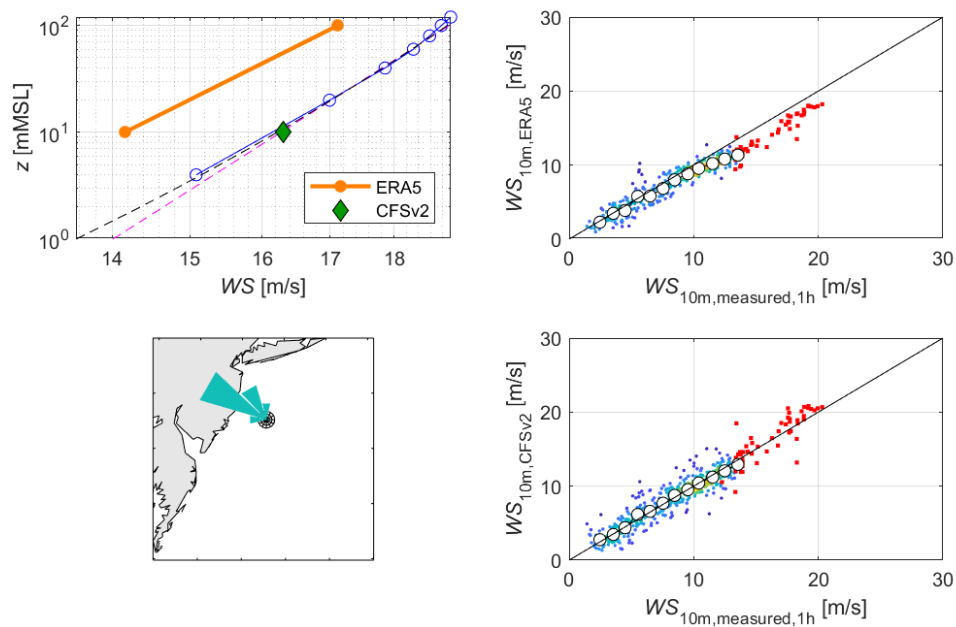 10²
10¹
10⁰
z [mMSL]
14 15 16 17 18
WS [m/s]
ERA5
CFSv2
30
20
10
0
WS₁₀ₘ,ERA5 [m/s]
0 10 20 30
WS₁₀ₘ,measured,1h [m/s]
30
20
10
0
WS₁₀ₘ,CFSv2 [m/s]
0 10 20 30
WS₁₀ₘ,measured,1h [m/s]